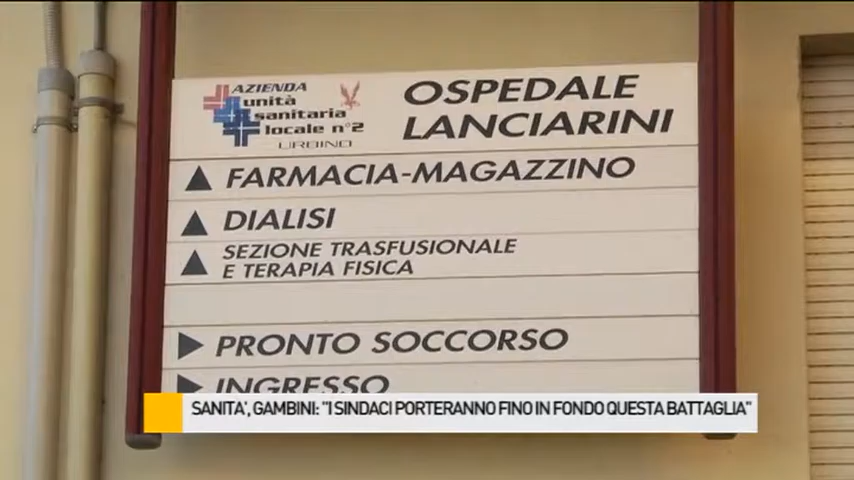 AZIENDA
unità
sanitaria
locale n°2
URBINO
OSPEDALE
LANCIARINI
FARMACIA-MAGAZZINO
DIALISI
SEZIONE TRASFUSIONALE
E TERAPIA FISICA
PRONTO SOCCORSO
INGRESSO
SANITA', GAMBINI: "I SINDACI PORTERANNO FINO IN FONDO QUESTA BATTAGLIA"